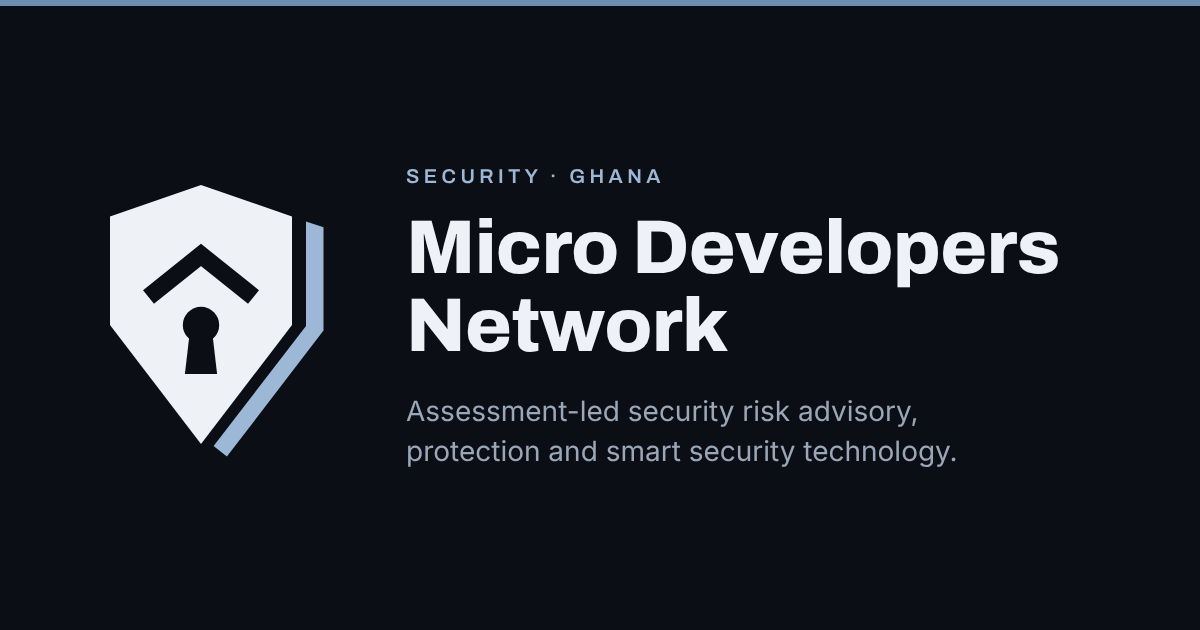 SECURITY · GHANA
Micro Developers
Network
Assessment-led security risk advisory,
protection and smart security technology.